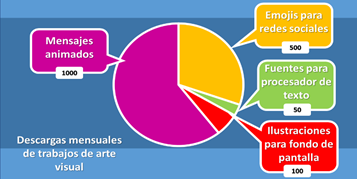 Emojis para
redes sociales
500
Mensajes
animados
1000
Fuentes para
procesador de
texto
50
Ilustraciones
para fondo de
pantalla
100
Descargas mensuales
de trabajos de arte
visual